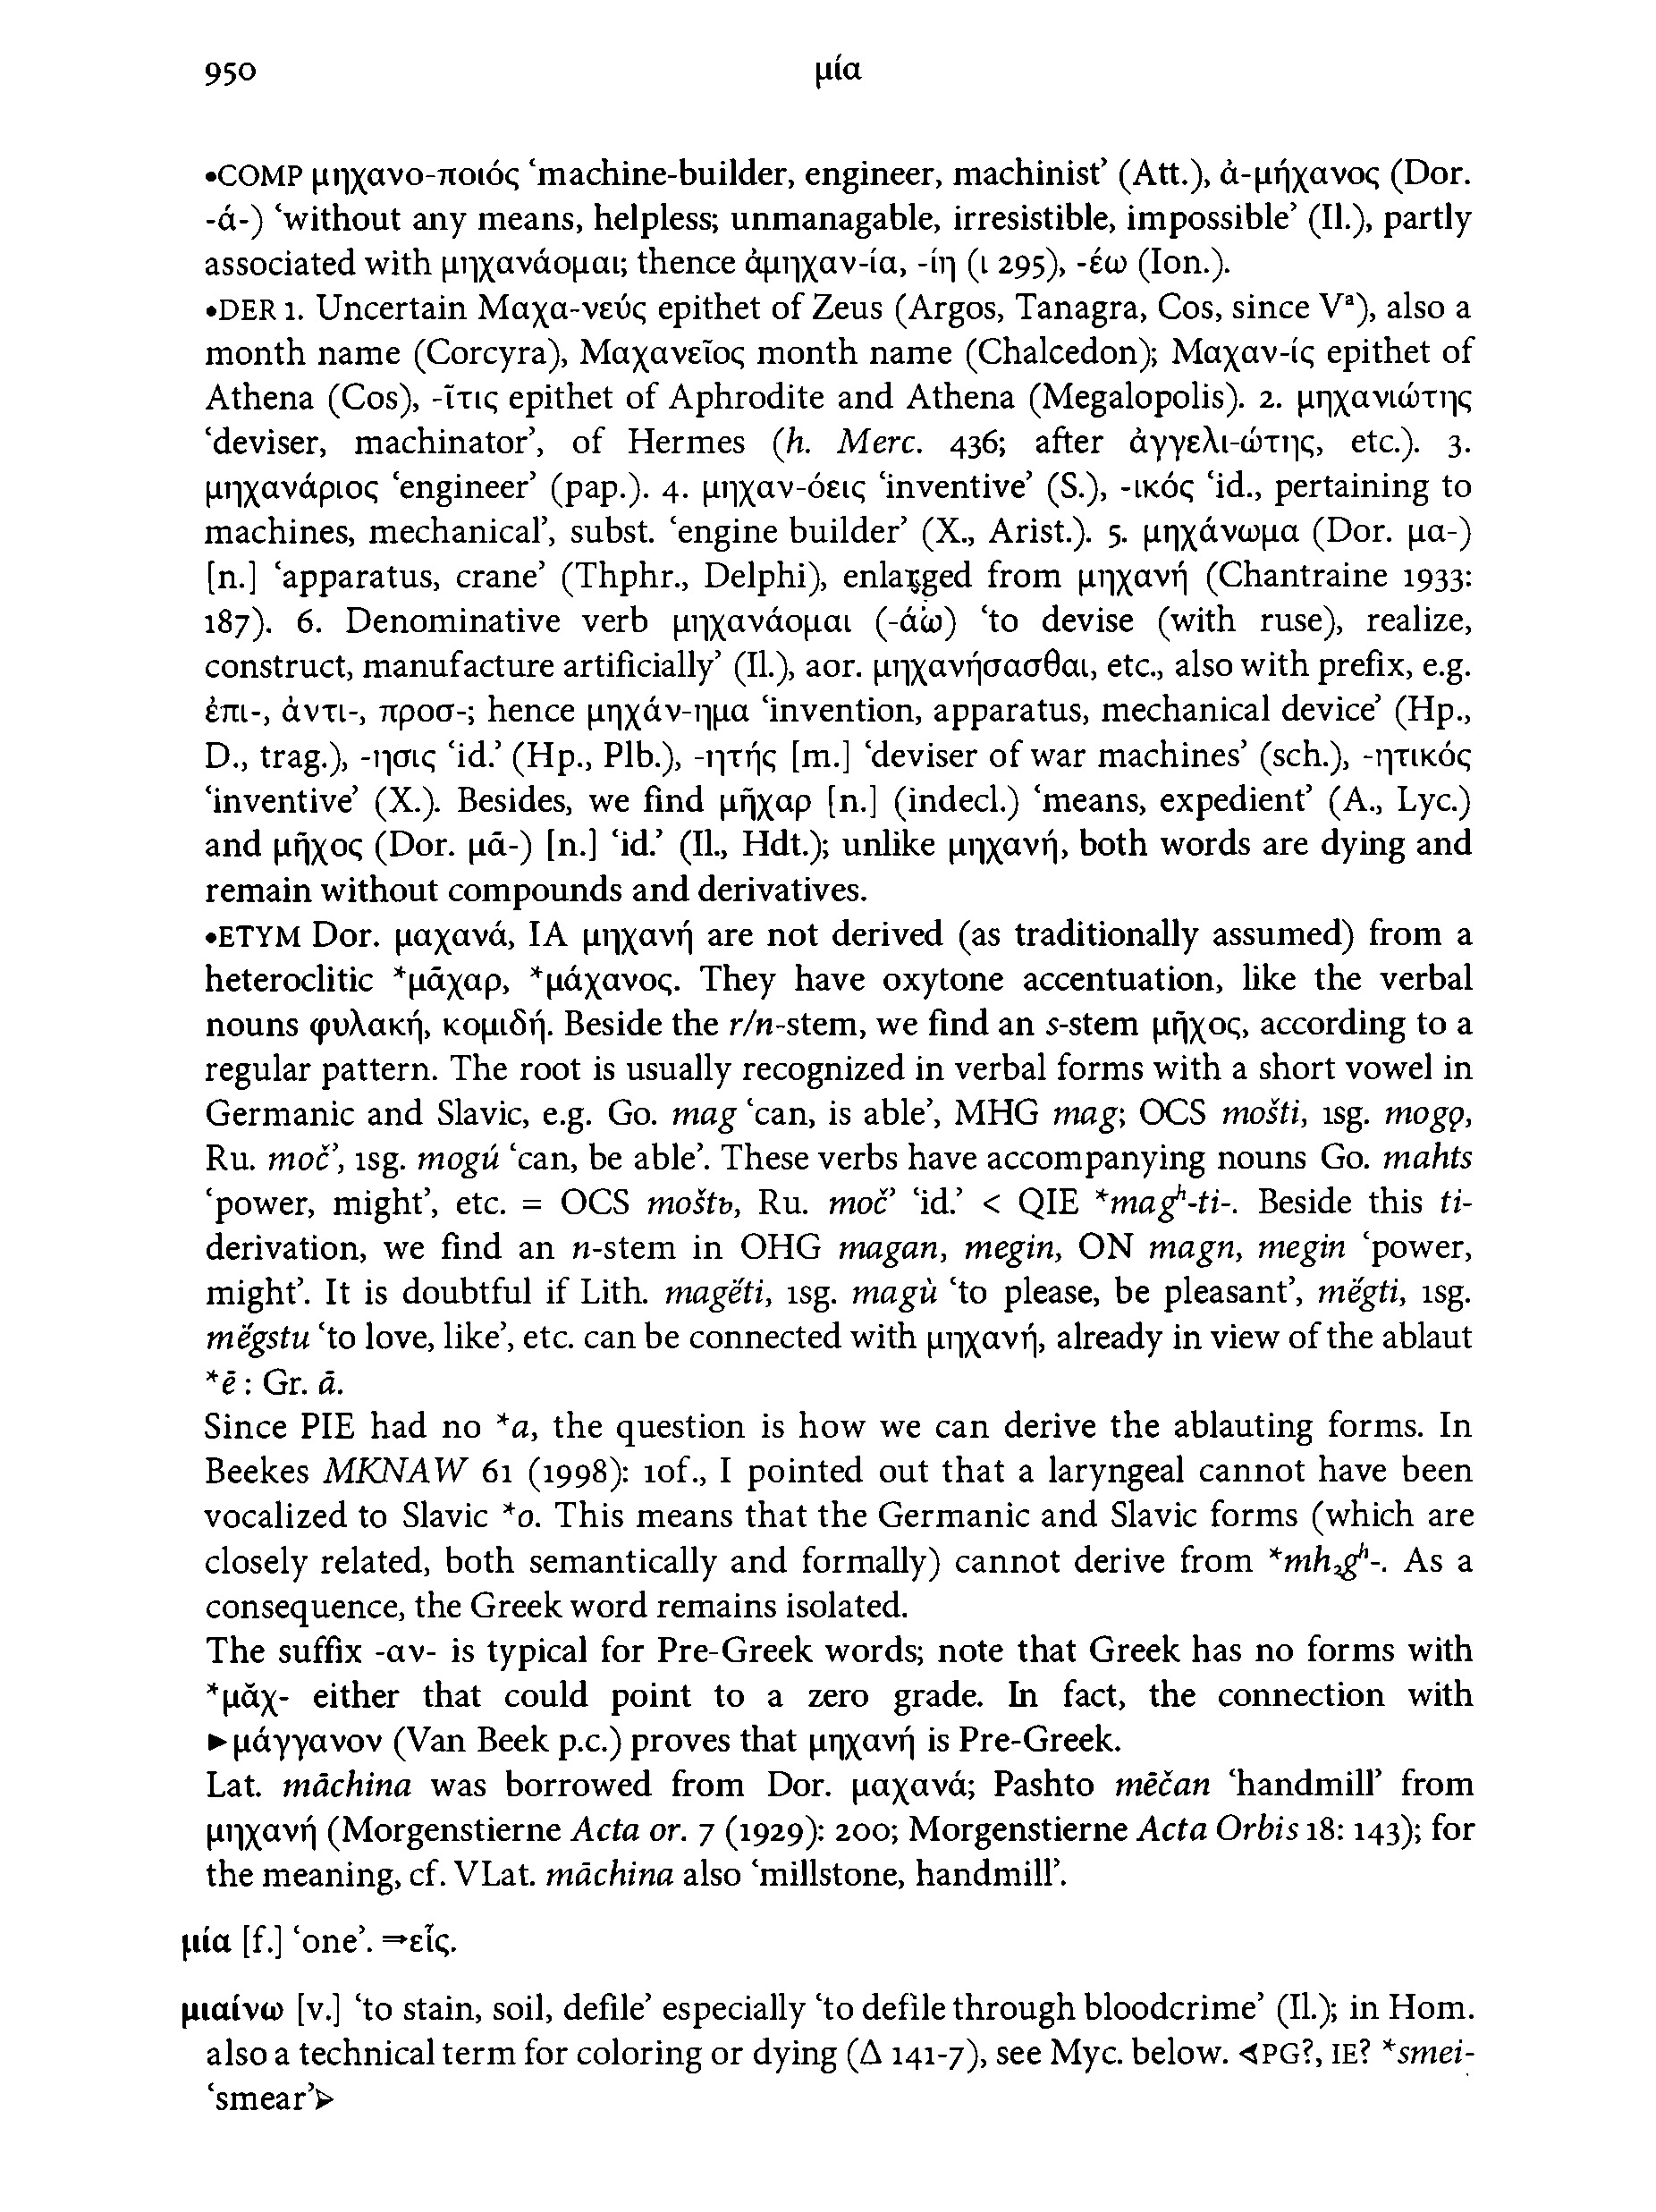 950 μία
•COMP μηχανο-ποιός ‘machine-builder, engineer, machinist’ (Att.), ἀ-μήχανος (Dor.
-ά-) ‘without any means, helpless; unmanagable, irresistible, impossible’ (Il.), partly
associated with μηχανάομαι; thence ἀμηχαν-ία, -ίη (ι 295), -έω (Ion.).
•DER 1. Uncertain Μαχα-νεύς epithet of Zeus (Argos, Tanagra, Cos, since Vᵃ), also a
month name (Corcyra), Μαχανεῖος month name (Chalcedon); Μαχαν-ίς epithet of
Athena (Cos), -ῖτις epithet of Aphrodite and Athena (Megalopolis). 2. μηχανιώτης
‘deviser, machinator’, of Hermes (h. Merc. 436; after ἀγγελι-ώτης, etc.). 3.
μηχανάριος ‘engineer’ (pap.). 4. μηχαν-όεις ‘inventive’ (S.), -ικός ‘id., pertaining to
machines, mechanical’, subst. ‘engine builder’ (X., Arist.). 5. μηχάνωμα (Dor. μα-)
[n.] ‘apparatus, crane’ (Thphr., Delphi), enlarged from μηχανή (Chantraine 1933:
187). 6. Denominative verb μηχανάομαι (-άω) ‘to devise (with ruse), realize,
construct, manufacture artificially’ (Il.), aor. μηχανήσασθαι, etc., also with prefix, e.g.
ἐπι-, ἀντι-, προσ-; hence μηχάν-ημα ‘invention, apparatus, mechanical device’ (Hp.,
D., trag.), -ησις ‘id.’ (Hp., Plb.), -ητής [m.] ‘deviser of war machines’ (sch.), -ητικός
‘inventive’ (X.). Besides, we find μῆχαρ [n.] (indecl.) ‘means, expedient’ (A., Lyc.)
and μῆχος (Dor. μᾶ-) [n.] ‘id.’ (Il., Hdt.); unlike μηχανή, both words are dying and
remain without compounds and derivatives.
•ETYM Dor. μαχανά, IA μηχανή are not derived (as traditionally assumed) from a
heteroclitic *μᾶχαρ, *μάχανος. They have oxytone accentuation, like the verbal
nouns φυλακή, κομιδή. Beside the r/n-stem, we find an s-stem μῆχος, according to a
regular pattern. The root is usually recognized in verbal forms with a short vowel in
Germanic and Slavic, e.g. Go. mag ‘can, is able’, MHG mag; OCS mošti, 1sg. mogǫ,
Ru. moč’, 1sg. mogú ‘can, be able’. These verbs have accompanying nouns Go. mahts
‘power, might’, etc. = OCS moštь, Ru. moč’ ‘id.’ < QIE *magʰ-ti-. Beside this ti-
derivation, we find an n-stem in OHG magan, megin, ON magn, megin ‘power,
might’. It is doubtful if Lith. magė́ti, 1sg. magù ‘to please, be pleasant’, mė́gti, 1sg.
mė́gstu ‘to love, like’, etc. can be connected with μηχανή, already in view of the ablaut
*ē : Gr. ā.
Since PIE had no *a, the question is how we can derive the ablauting forms. In
Beekes MKNAW 61 (1998): 10f., I pointed out that a laryngeal cannot have been
vocalized to Slavic *o. This means that the Germanic and Slavic forms (which are
closely related, both semantically and formally) cannot derive from *mh₂gʰ-. As a
consequence, the Greek word remains isolated.
The suffix -αν- is typical for Pre-Greek words; note that Greek has no forms with
*μᾰχ- either that could point to a zero grade. In fact, the connection with
►μάγγανον (Van Beek p.c.) proves that μηχανή is Pre-Greek.
Lat. māchina was borrowed from Dor. μαχανά; Pashto mēčan ‘handmill’ from
μηχανή (Morgenstierne Acta or. 7 (1929): 200; Morgenstierne Acta Orbis 18: 143); for
the meaning, cf. VLat. māchina also ‘millstone, handmill’.
μία [f.] ‘one’. ⇒εἷς.
μιαίνω [v.] ‘to stain, soil, defile’ especially ‘to defile through bloodcrime’ (Il.); in Hom.
also a technical term for coloring or dying (Δ 141-7), see Myc. below. ◁PG?, IE? *smei-
‘smear’▷